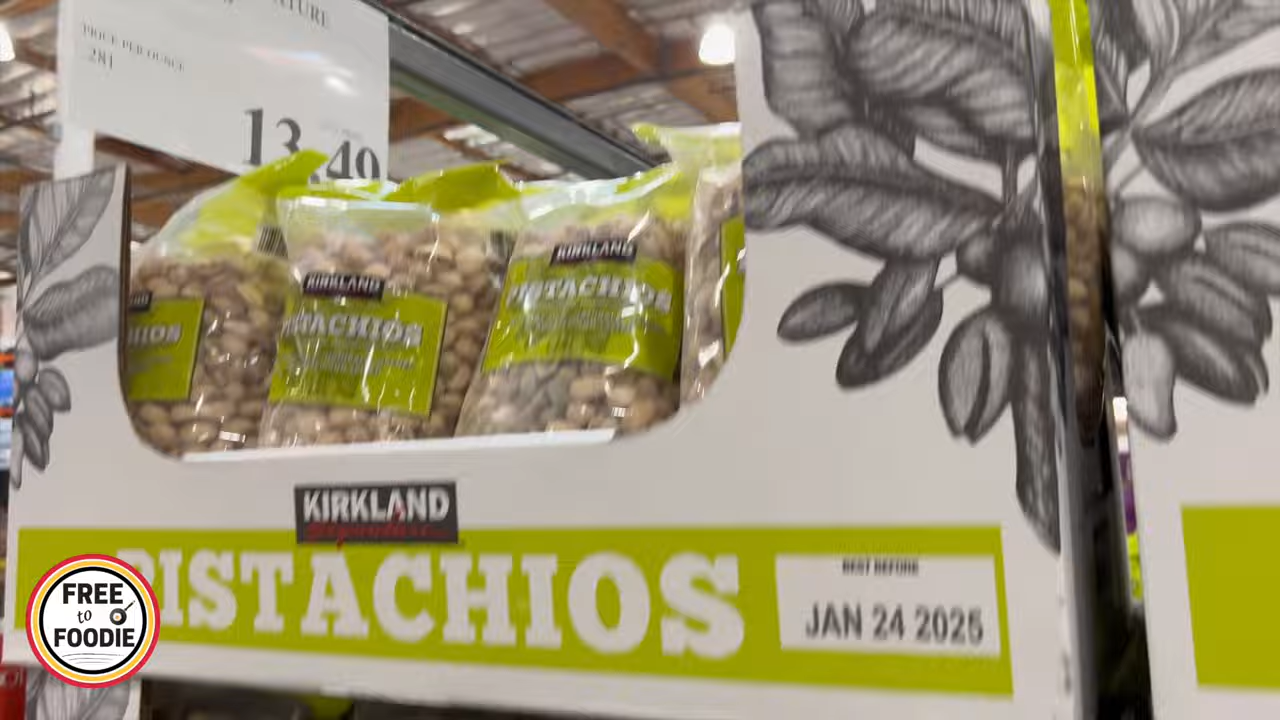 PRICE PER OUNCE
.281
13.49
KIRKLAND
PISTACHIOS
KIRKLAND
PISTACHIOS
KIRKLAND
Signature
PISTACHIOS
BEST BEFORE
JAN 24 2025
FREE
to
FOODIE